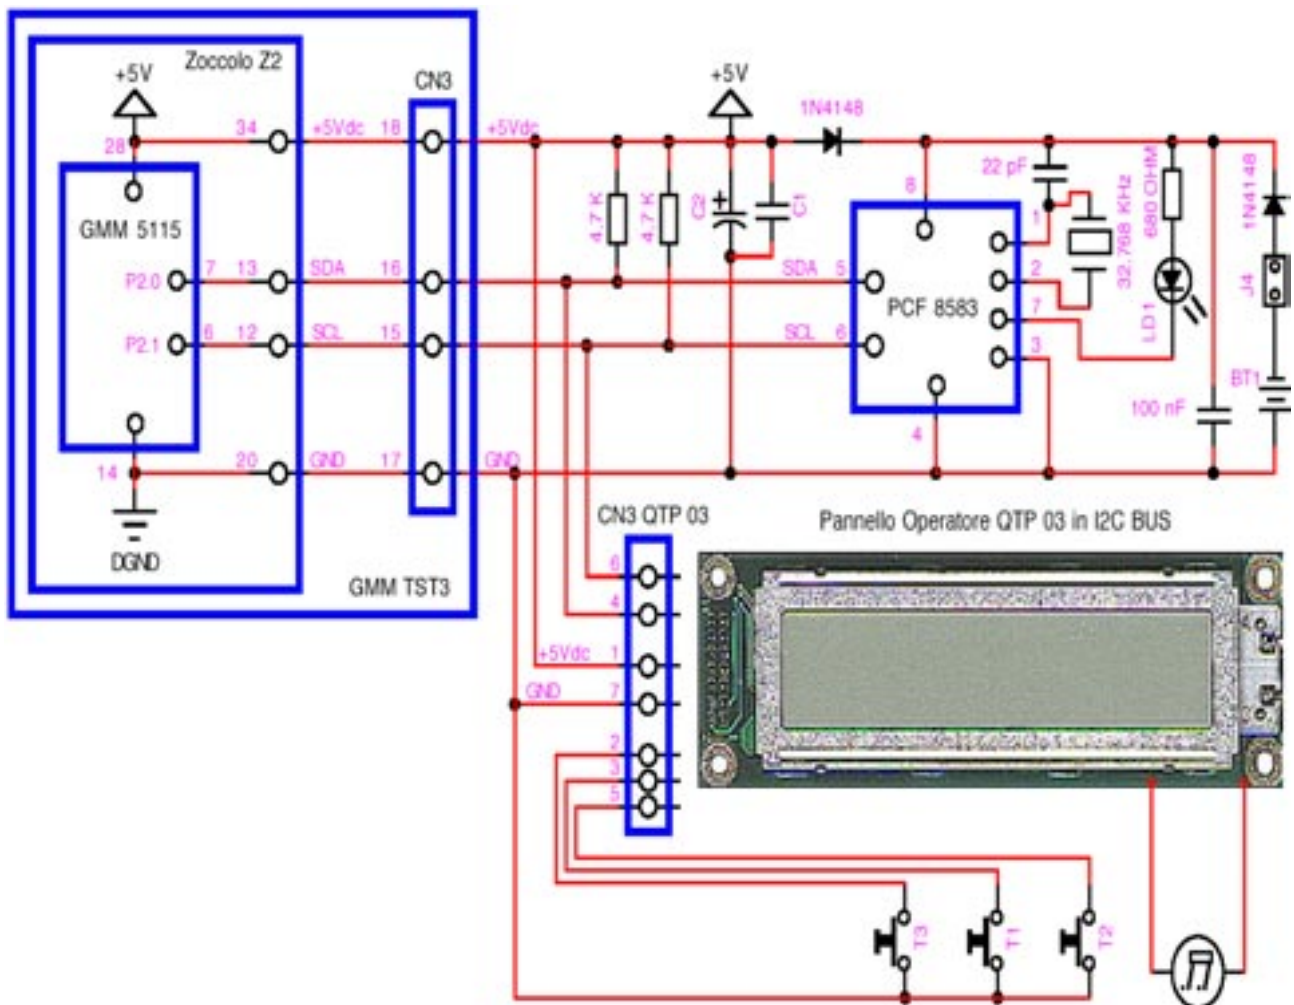 Zoccolo Z2
+5V
CN3
+5V
1N4148
34
+5Vdc
18
+5Vdc
28
22 pF
8
4.7 K
4.7 K
C2
+
C1
1
32.768 KHz
680 OHM
1N4148
GMM 5115
P2.0
7
13
SDA
16
SDA
5
2
PCF 8583
7
LD1
J4
P2.1
6
12
SCL
15
SCL
6
3
BT1
100 nF
4
14
20
GND
17
GND
DGND
GMM TST3
CN3 QTP 03
Pannello Operatore QTP 03 in I2C BUS
6
4
+5Vdc
1
GND
7
2
3
5
T3
T1
T2